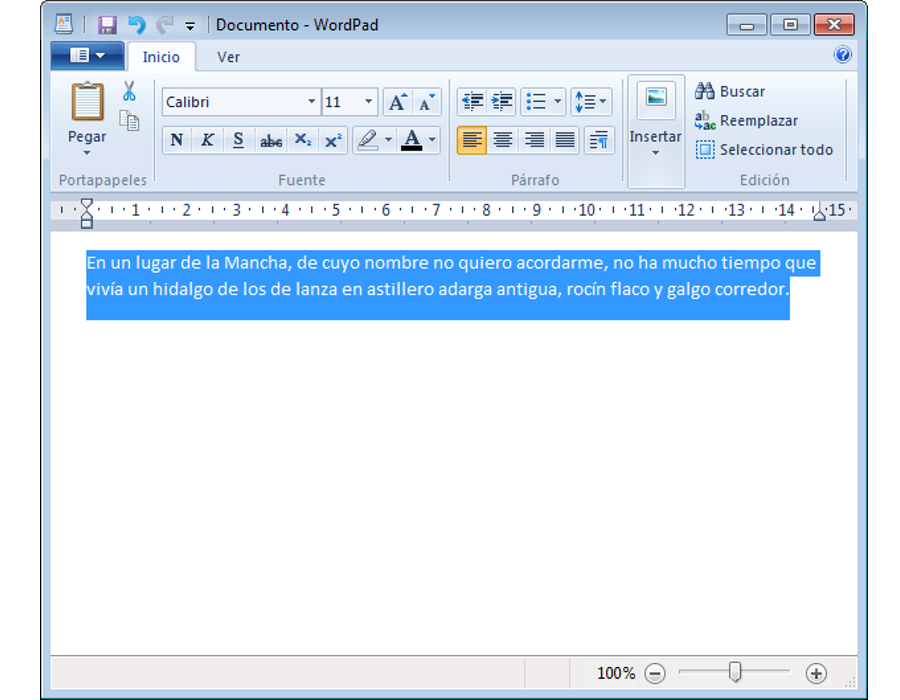 Documento - WordPad
Inicio Ver
Pegar
Portapapeles
Calibri 11
N K S abc X₂ X²
A
Fuente
Párrafo
Insertar
Buscar
Reemplazar
Seleccionar todo
Edición
1 2 3 4 5 6 7 8 9 10 11 12 13 14 15
En un lugar de la Mancha, de cuyo nombre no quiero acordarme, no ha mucho tiempo que
vivía un hidalgo de los de lanza en astillero adarga antigua, rocín flaco y galgo corredor.
100%